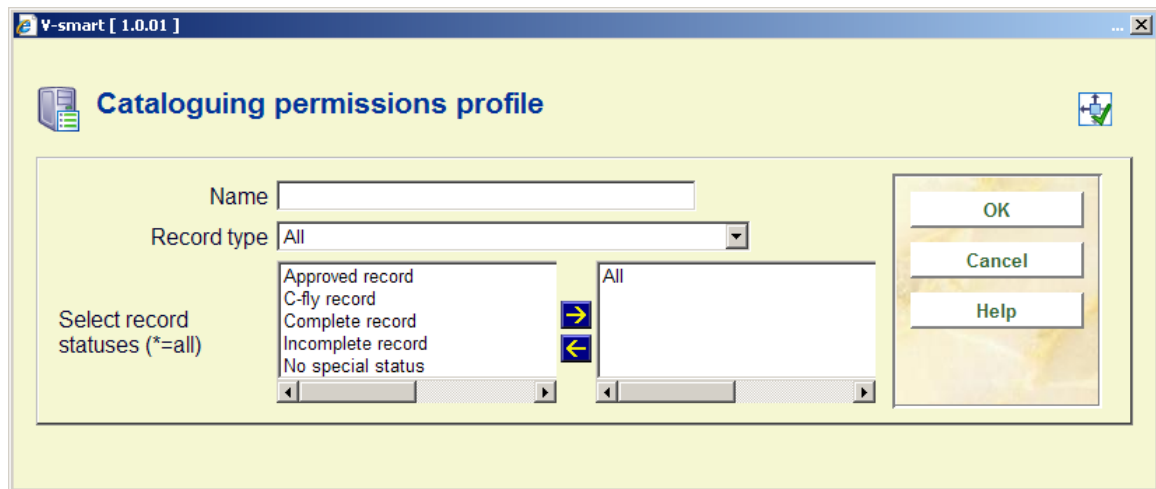 V-smart [ 1.0.01 ]
...
Cataloguing permissions profile
Name
Record type All
Select record
statuses (*=all)
Approved record
C-fly record
Complete record
Incomplete record
No special status
All
OK
Cancel
Help